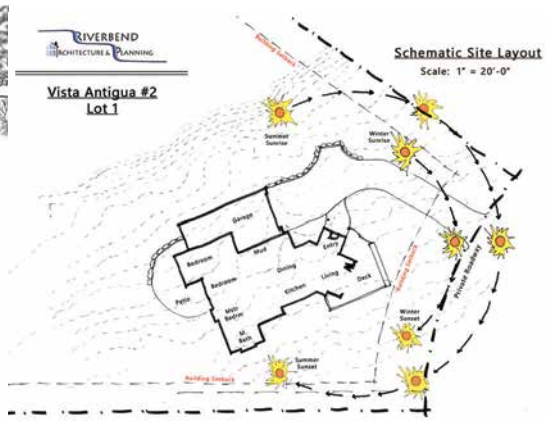 RIVERBEND
ARCHITECTURE & PLANNING
Vista Antigua #2
Lot 1
Schematic Site Layout
Scale: 1" = 20'-0"
Building Setback
Summer
Sunrise
Winter
Sunrise
Garage
Bedroom
Mud
Entry
Patio
Bedroom
Dining
Living
Deck
Kitchen
Mstr
Bedrm
M.
Bath
Building Setback
Private Roadway
Winter
Sunset
Summer
Sunset
Building Setback